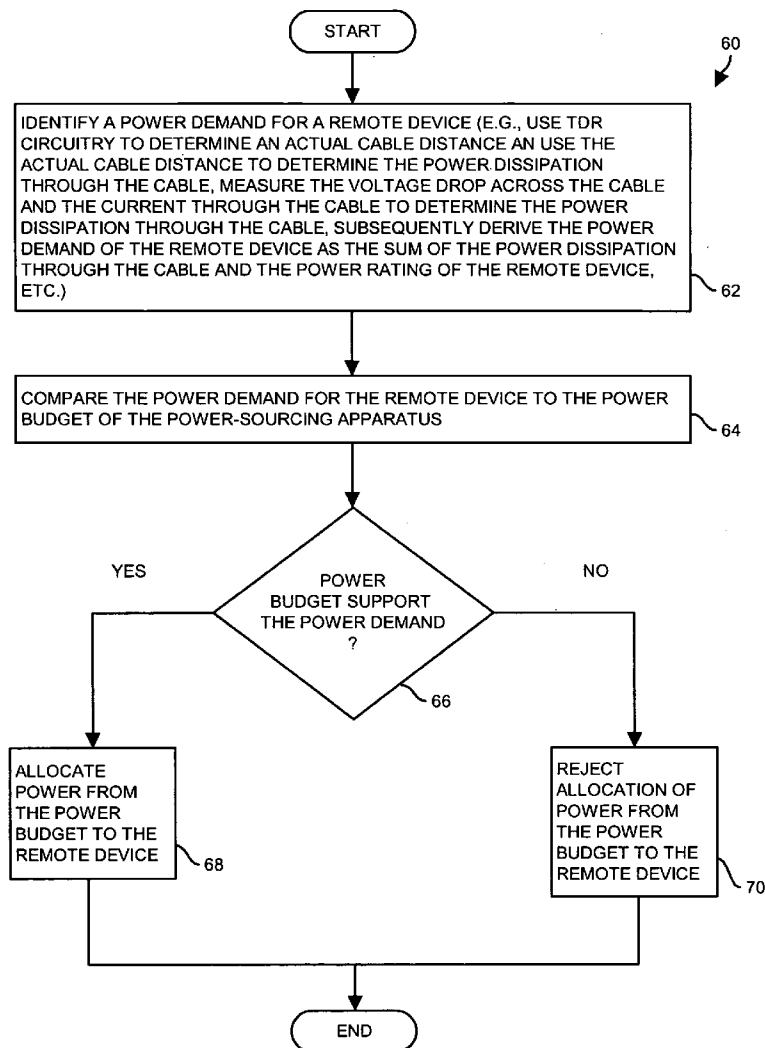 START
60
IDENTIFY A POWER DEMAND FOR A REMOTE DEVICE (E.G., USE TDR
CIRCUITRY TO DETERMINE AN ACTUAL CABLE DISTANCE AN USE THE
ACTUAL CABLE DISTANCE TO DETERMINE THE POWER DISSIPATION
THROUGH THE CABLE, MEASURE THE VOLTAGE DROP ACROSS THE CABLE
AND THE CURRENT THROUGH THE CABLE TO DETERMINE THE POWER
DISSIPATION THROUGH THE CABLE, SUBSEQUENTLY DERIVE THE POWER
DEMAND OF THE REMOTE DEVICE AS THE SUM OF THE POWER DISSIPATION
THROUGH THE CABLE AND THE POWER RATING OF THE REMOTE DEVICE,
ETC.)
62
COMPARE THE POWER DEMAND FOR THE REMOTE DEVICE TO THE POWER
BUDGET OF THE POWER-SOURCING APPARATUS
64
YES
NO
POWER
BUDGET SUPPORT
THE POWER DEMAND
?
66
ALLOCATE
POWER FROM
THE POWER
BUDGET TO THE
REMOTE DEVICE
68
REJECT
ALLOCATION OF
POWER FROM
THE POWER
BUDGET TO THE
REMOTE DEVICE
70
END